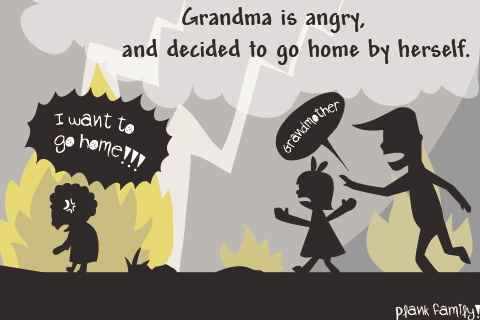 Grandma is angry,
and decided to go home by herself.
I want to
go home!!!
Grandmother
plank family!